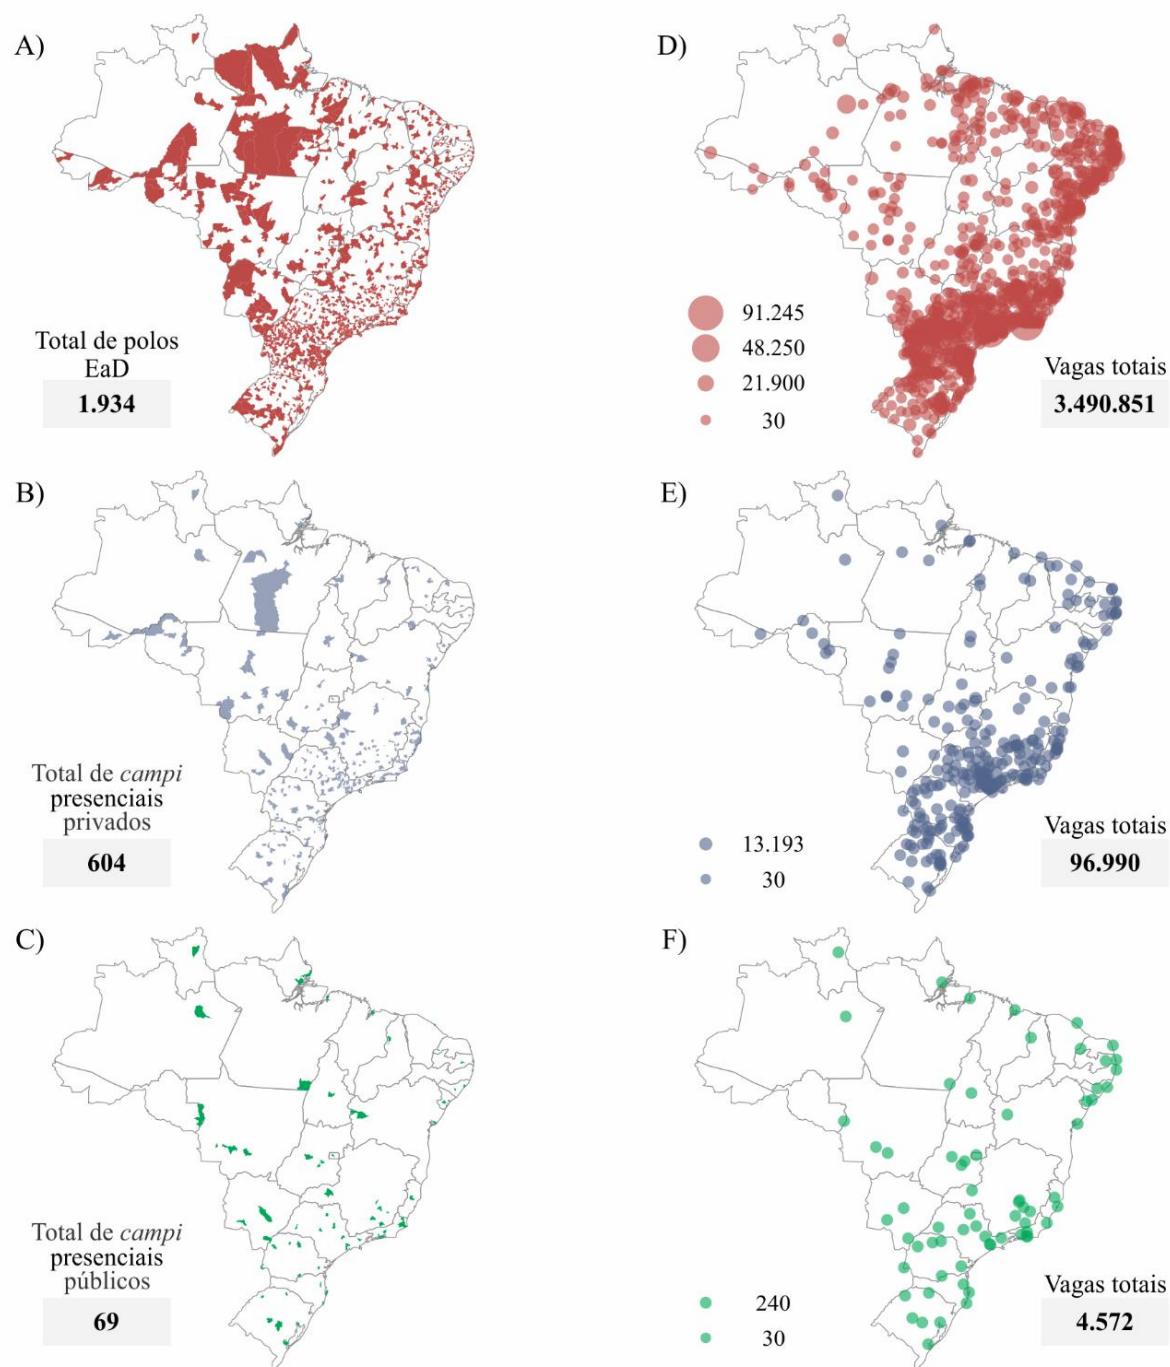 A)
Total de polos
EaD
1.934
D)
91.245
48.250
21.900
30
Vagas totais
3.490.851
B)
Total de campi
presenciais
privados
604
E)
13.193
30
Vagas totais
96.990
C)
Total de campi
presenciais
públicos
69
F)
240
30
Vagas totais
4.572